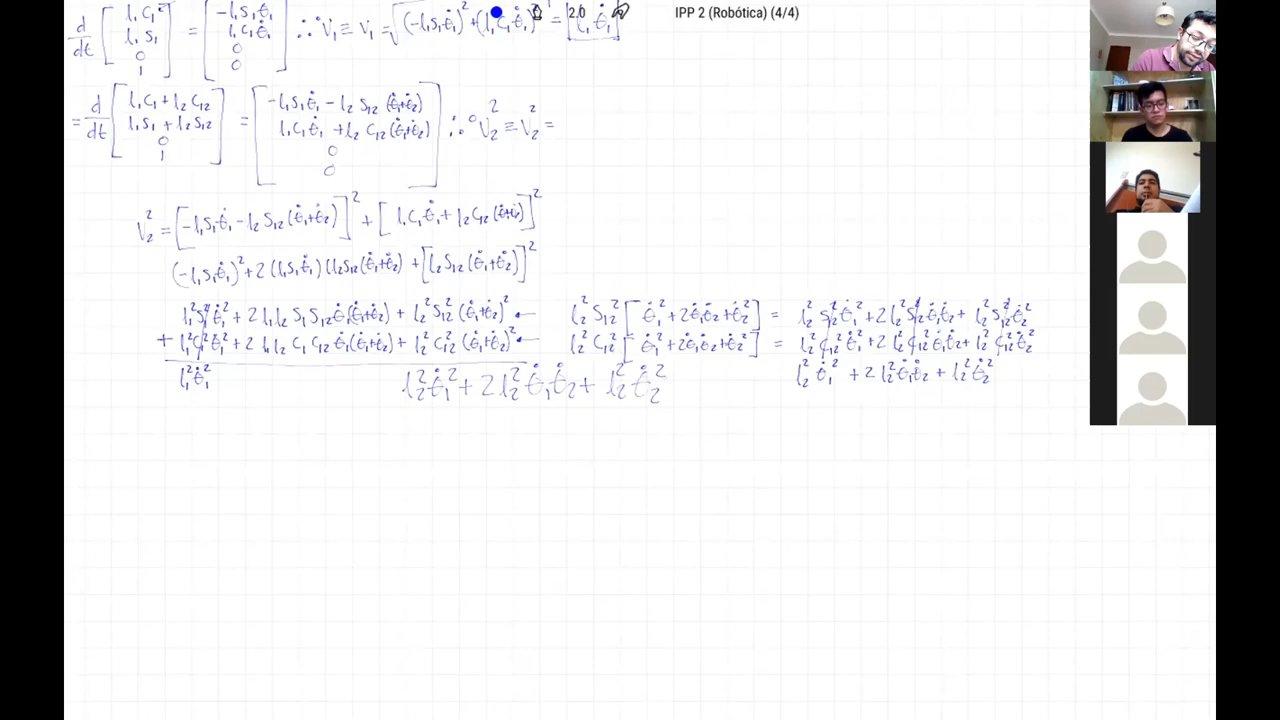 IPP 2 (Robótica) (4/4)
d/dt [l₁c₁ ; l₁s₁ ; 0 ; 1] = [-l₁s₁θ̇₁ ; l₁c₁θ̇₁ ; 0 ; 0] ∴ ⁰V₁² ≡ V₁ = √((-l₁s₁θ̇₁)² + (l₁c₁θ̇₁)²) = [l₁θ̇₁]
2.0
= d/dt [l₁c₁ + l₂c₁₂ ; l₁s₁ + l₂s₁₂ ; 0 ; 1] = [-l₁s₁θ̇₁ - l₂s₁₂(θ̇₁+θ̇₂) ; l₁c₁θ̇₁ + l₂c₁₂(θ̇₁+θ̇₂) ; 0 ; 0] ∴ ⁰V₂² ≡ V₂² =
V₂² = [-l₁s₁θ̇₁ - l₂s₁₂(θ̇₁+θ̇₂)]² + [l₁c₁θ̇₁ + l₂c₁₂(θ̇₁+θ̇₂)]²
(-l₁s₁θ̇₁)² + 2(l₁s₁θ̇₁)(l₂s₁₂(θ̇₁+θ̇₂) + [l₂s₁₂(θ̇₁+θ̇₂)]²
l₁²s₁²θ̇₁² + 2l₁l₂s₁s₁₂θ̇₁(θ̇₁+θ̇₂) + l₂²s₁₂²(θ̇₁+θ̇₂)² ← l₂²s₁₂²[θ̇₁² + 2θ̇₁θ̇₂ + θ̇₂²] = l₂²s₁₂²θ̇₁² + 2l₂²s₁₂²θ̇₁θ̇₂ + l₂²s₁₂²θ̇₂²
+ l₁²c₁²θ̇₁² + 2l₁l₂c₁c₁₂θ̇₁(θ̇₁+θ̇₂) + l₂²c₁₂²(θ̇₁+θ̇₂)² ← l₂²c₁₂²[θ̇₁² + 2θ̇₁θ̇₂ + θ̇₂²] = l₂²c₁₂²θ̇₁² + 2l₂²c₁₂²θ̇₁θ̇₂ + l₂²c₁₂²θ̇₂²
l₁²θ̇₁² l₂²θ̇₁² + 2l₂²θ̇₁θ̇₂ + l₂²θ̇₂² l₂²θ̇₁² + 2l₂²θ̇₁θ̇₂ + l₂²θ̇₂²